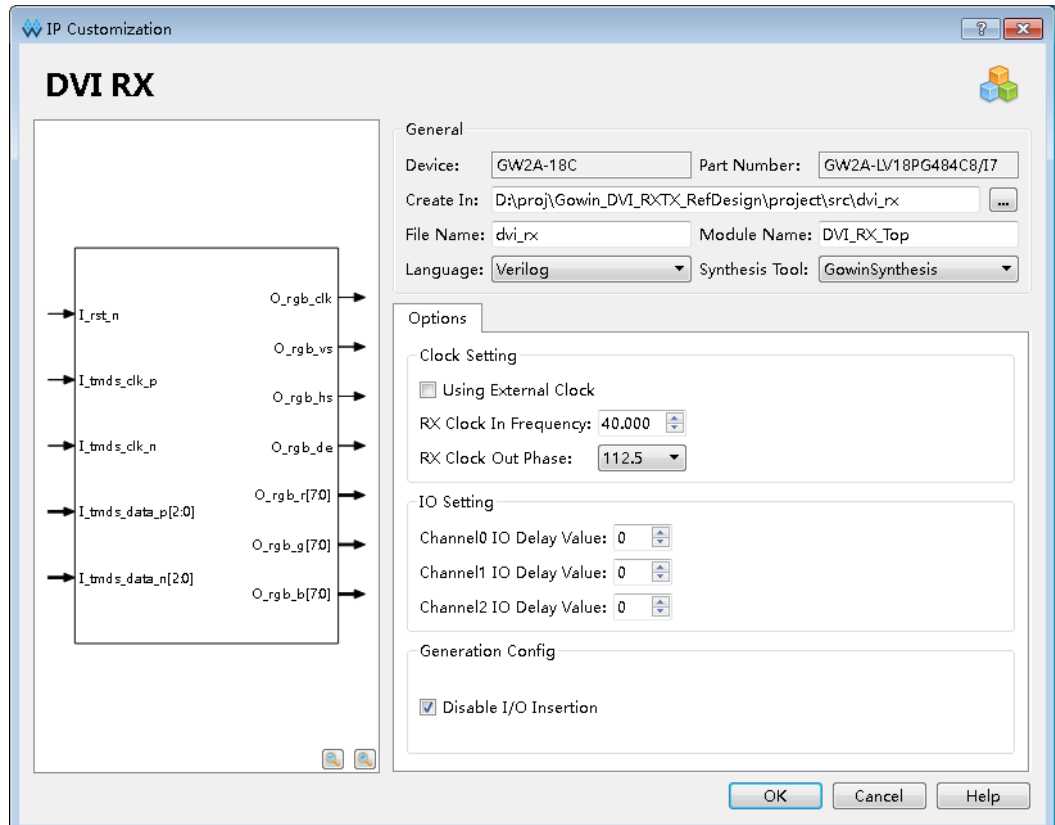 IP Customization
DVI RX
I_rst_n
I_tmds_clk_p
I_tmds_clk_n
I_tmds_data_p[2:0]
I_tmds_data_n[2:0]
O_rgb_clk
O_rgb_vs
O_rgb_hs
O_rgb_de
O_rgb_r[7:0]
O_rgb_g[7:0]
O_rgb_b[7:0]
General
Device: GW2A-18C Part Number: GW2A-LV18PG484C8/I7
Create In: D:\proj\Gowin_DVI_RXTX_RefDesign\project\src\dvi_rx ...
File Name: dvi_rx Module Name: DVI_RX_Top
Language: Verilog Synthesis Tool: GowinSynthesis
Options
Clock Setting
Using External Clock
RX Clock In Frequency: 40.000
RX Clock Out Phase: 112.5
IO Setting
Channel0 IO Delay Value: 0
Channel1 IO Delay Value: 0
Channel2 IO Delay Value: 0
Generation Config
Disable I/O Insertion
OK Cancel Help